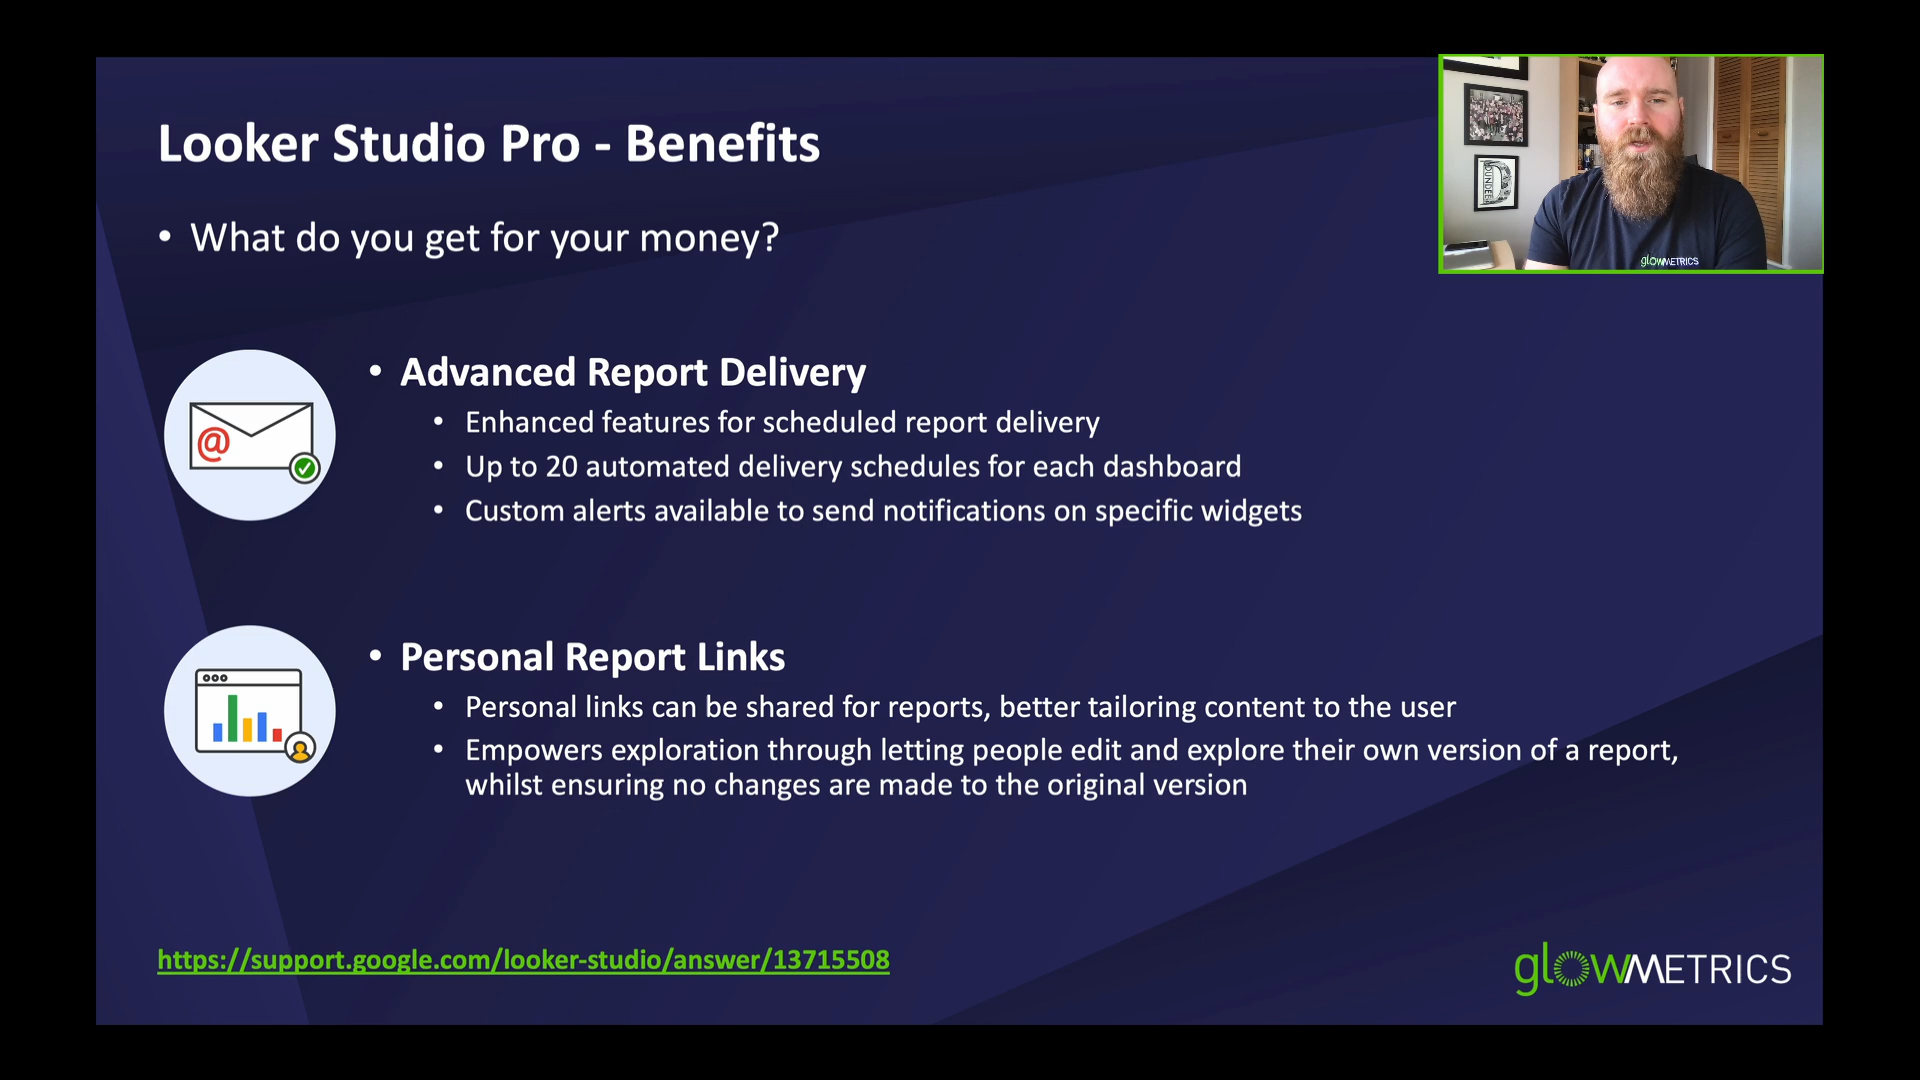 Looker Studio Pro - Benefits
• What do you get for your money?
• Advanced Report Delivery
• Enhanced features for scheduled report delivery
• Up to 20 automated delivery schedules for each dashboard
• Custom alerts available to send notifications on specific widgets
@
• Personal Report Links
• Personal links can be shared for reports, better tailoring content to the user
• Empowers exploration through letting people edit and explore their own version of a report,
whilst ensuring no changes are made to the original version
https://support.google.com/looker-studio/answer/13715508
glowMETRICS
DUNDEE
glowMETRICS